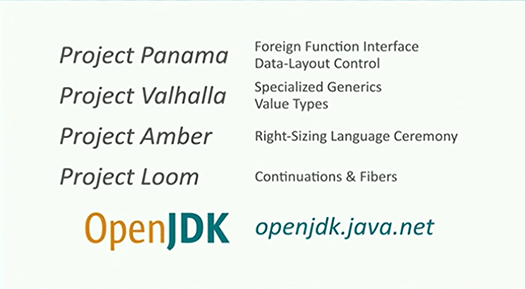 Project Panama
Foreign Function Interface
Data-Layout Control
Project Valhalla
Specialized Generics
Value Types
Project Amber
Right-Sizing Language Ceremony
Project Loom
Continuations & Fibers
OpenJDK
openjdk.java.net